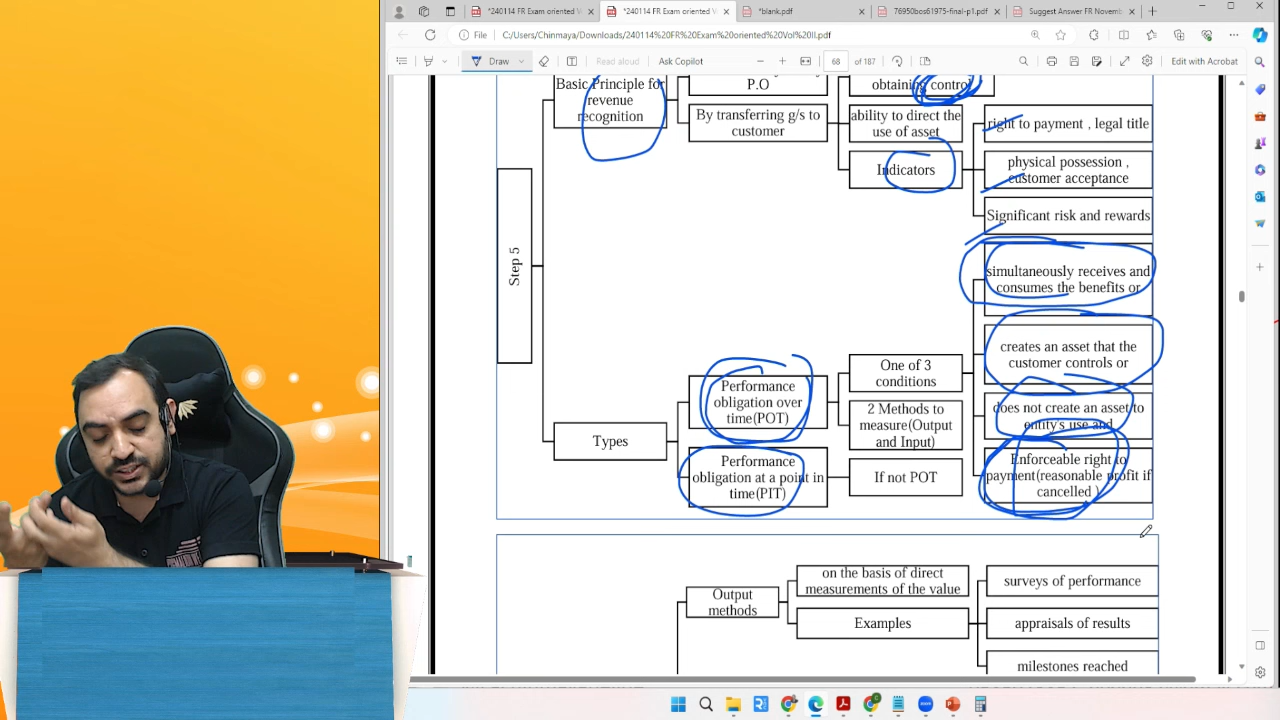 *240114 FR Exam oriented V
*240114 FR Exam oriented V
*blank.pdf
76950bos61975-final-p1.pdf
Suggest Answer FR Novemb
File
C:/Users/Chinmaya/Downloads/240114%20FR%20Exam%20oriented%20Vol%20II.pdf
Draw
Read aloud
Ask Copilot
68
of 187
Edit with Acrobat
Basic Principle for
revenue
recognition
P.O
By transferring g/s to
customer
obtaining control
ability to direct the
use of asset
Indicators
right to payment , legal title
physical possession ,
customer acceptance
Significant risk and rewards
Step 5
simultaneously receives and
consumes the benefits or
creates an asset that the
customer controls or
does not create an asset to
entity's use and
Enforceable right to
payment(reasonable profit if
cancelled )
One of 3
conditions
2 Methods to
measure(Output
and Input)
Performance
obligation over
time(POT)
Types
Performance
obligation at a point in
time(PIT)
If not POT
Output
methods
on the basis of direct
measurements of the value
Examples
surveys of performance
appraisals of results
milestones reached